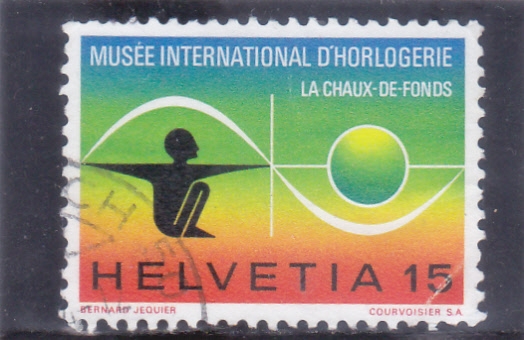 MUSÉE INTERNATIONAL D'HORLOGERIE
LA CHAUX-DE-FONDS
HELVETIA 15
BERNARD JEQUIER COURVOISIER S.A.